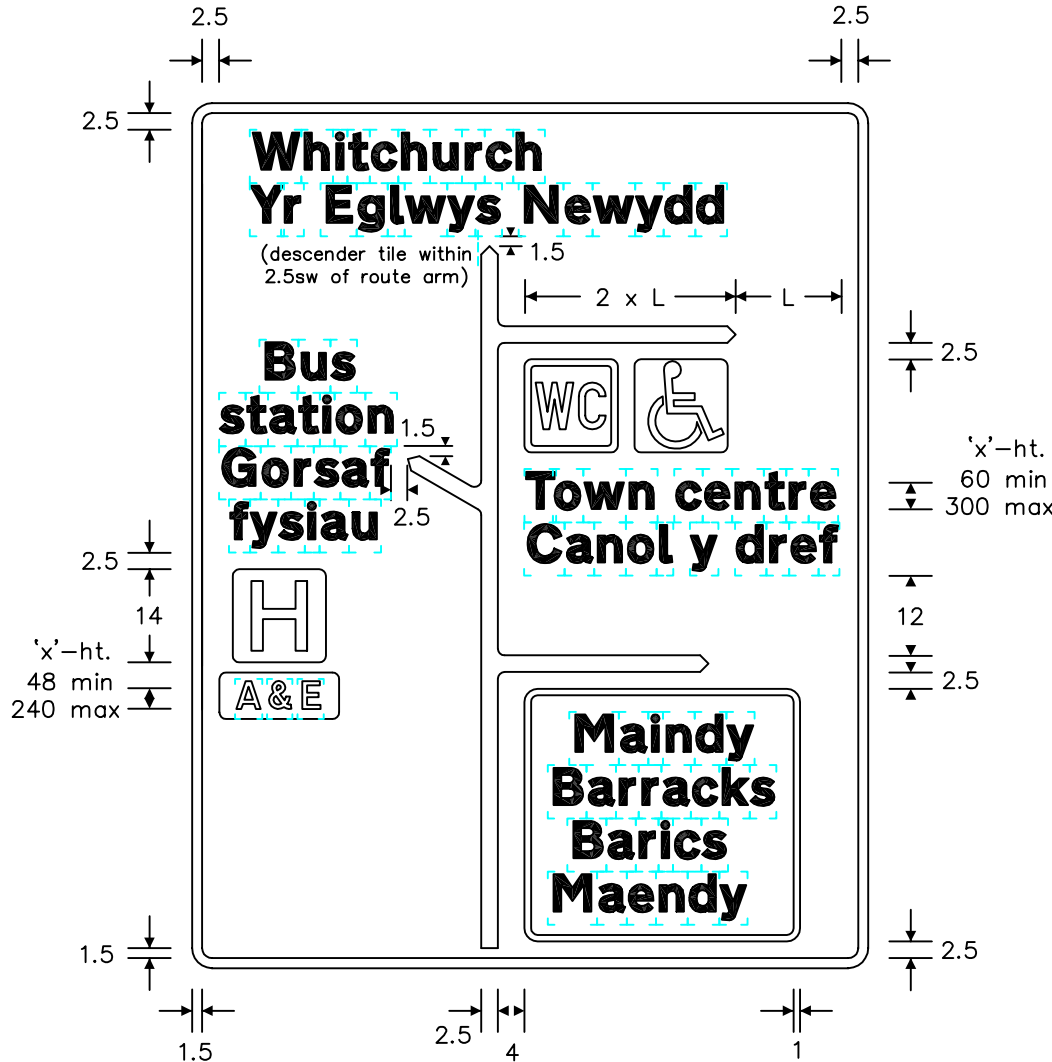 2.5
2.5
2.5
Whitchurch
Yr Eglwys Newydd
(descender tile within
2.5sw of route arm)
1.5
2 x L
L
2.5
Bus
station
Gorsaf
fysiau
1.5
2.5
WC
Town centre
Canol y dref
'x'-ht.
60 min
300 max
2.5
14
H
12
'x'-ht.
48 min
240 max
A & E
2.5
Maindy
Barracks
Barics
Maendy
1.5
2.5
1.5
2.5
4
1